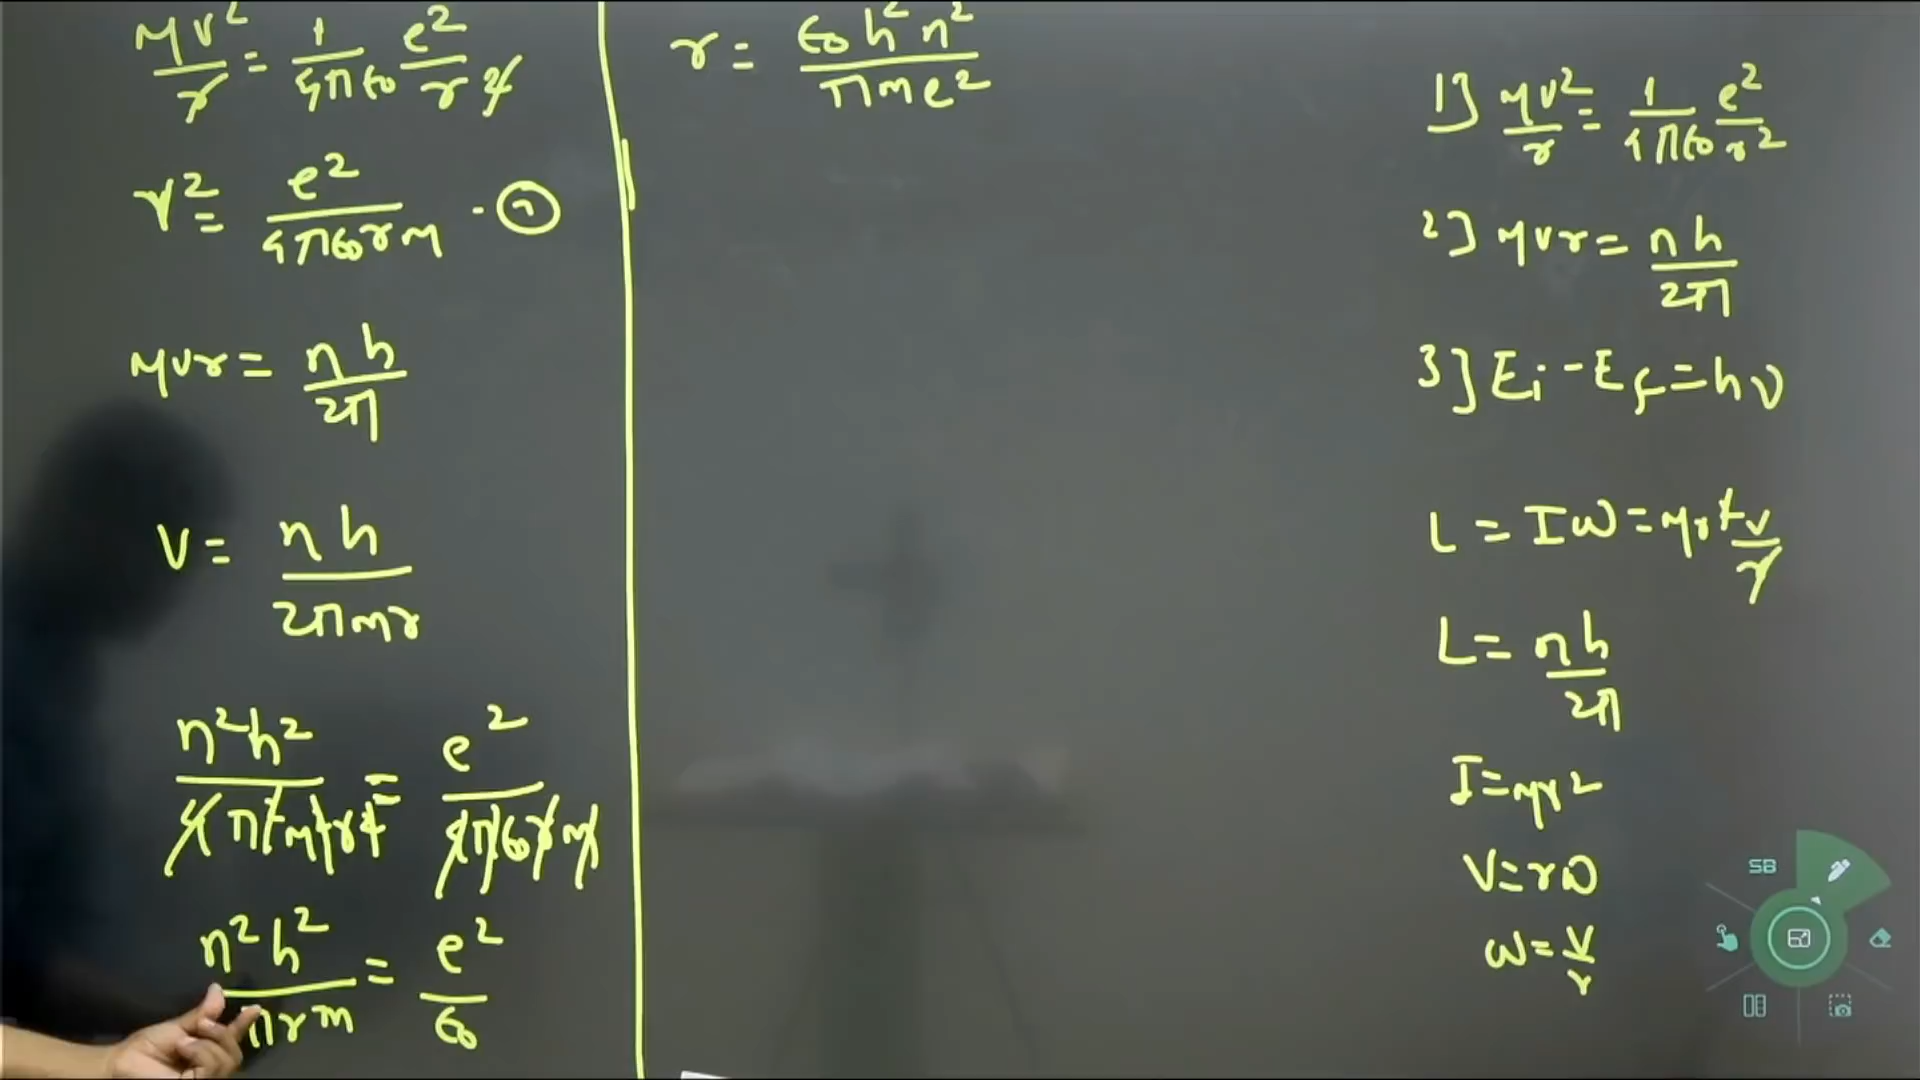 mv²/r = 1/4πε₀ e²/r²
v² = e²/4πε₀rm - ①
mvr = nh/2π
v = nh/2πmr
n²h²/4π²m²r² = e²/4πε₀rm
n²h²/πrm = e²/ε₀
r = ε₀h²n²/πme²
1] mv²/r = 1/4πε₀ e²/r²
2] mvr = nh/2π
3] Ei - Ef = hν
L = Iω = mr² v/r
L = nh/2π
I = mr²
V = rω
ω = v/r
SB